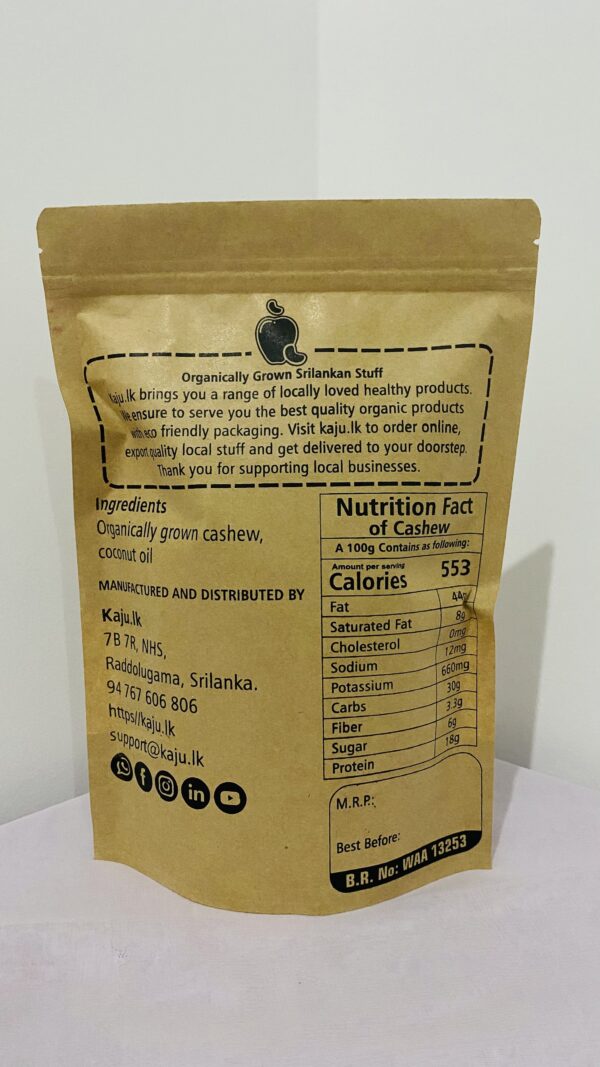 Organically Grown Srilankan Stuff
kaju.lk brings you a range of locally loved healthy products.
We ensure to serve you the best quality organic products
with eco friendly packaging. Visit kaju.lk to order online,
export quality local stuff and get delivered to your doorstep.
Thank you for supporting local businesses.
Ingredients
Organically grown cashew,
coconut oil
MANUFACTURED AND DISTRIBUTED BY
Kaju.lk
7B 7R, NHS,
Raddolugama, Srilanka.
94 767 606 806
https//kaju.lk
support@kaju.lk
Nutrition Fact
of Cashew
A 100g Contains as following:
Amount per serving
Calories 553
Fat 44g
Saturated Fat 8g
Cholesterol 0mg
Sodium 12mg
Potassium 660mg
Carbs 30g
Fiber 3.3g
Sugar 6g
Protein 18g
M.R.P.:
Best Before:
B.R. No: WAA 13253